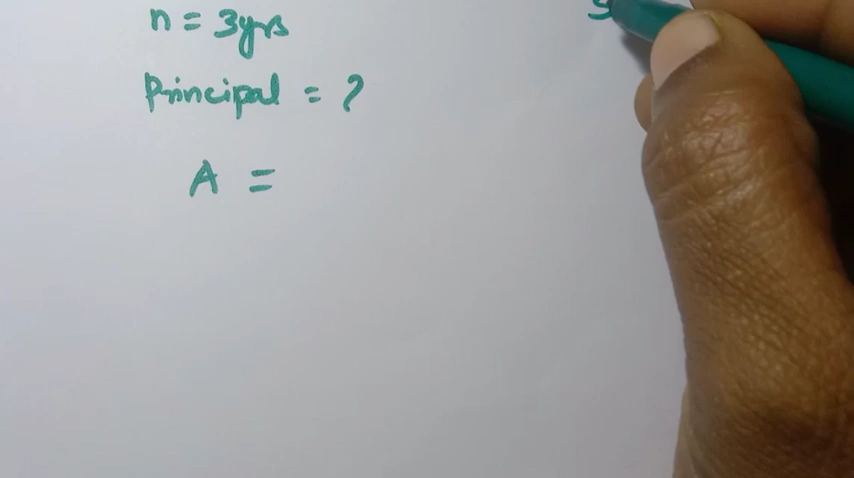 n = 3yrs
Principal = ?
A =